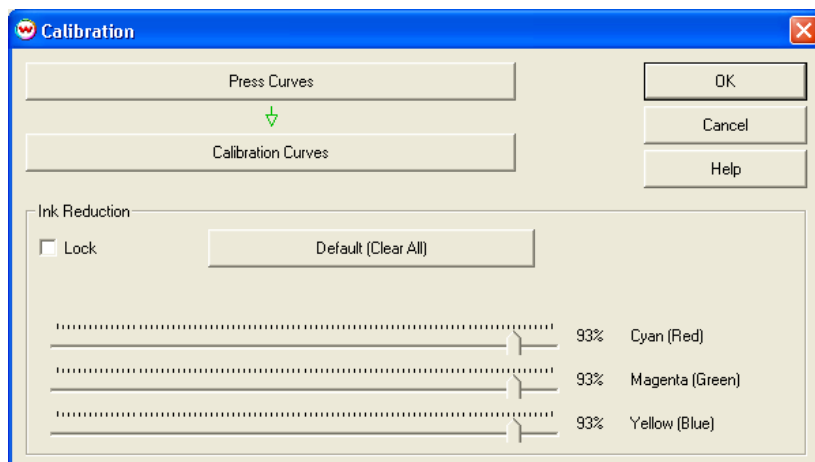 Calibration
Press Curves
OK
Cancel
Calibration Curves
Help
Ink Reduction
Lock
Default (Clear All)
93% Cyan (Red)
93% Magenta (Green)
93% Yellow (Blue)